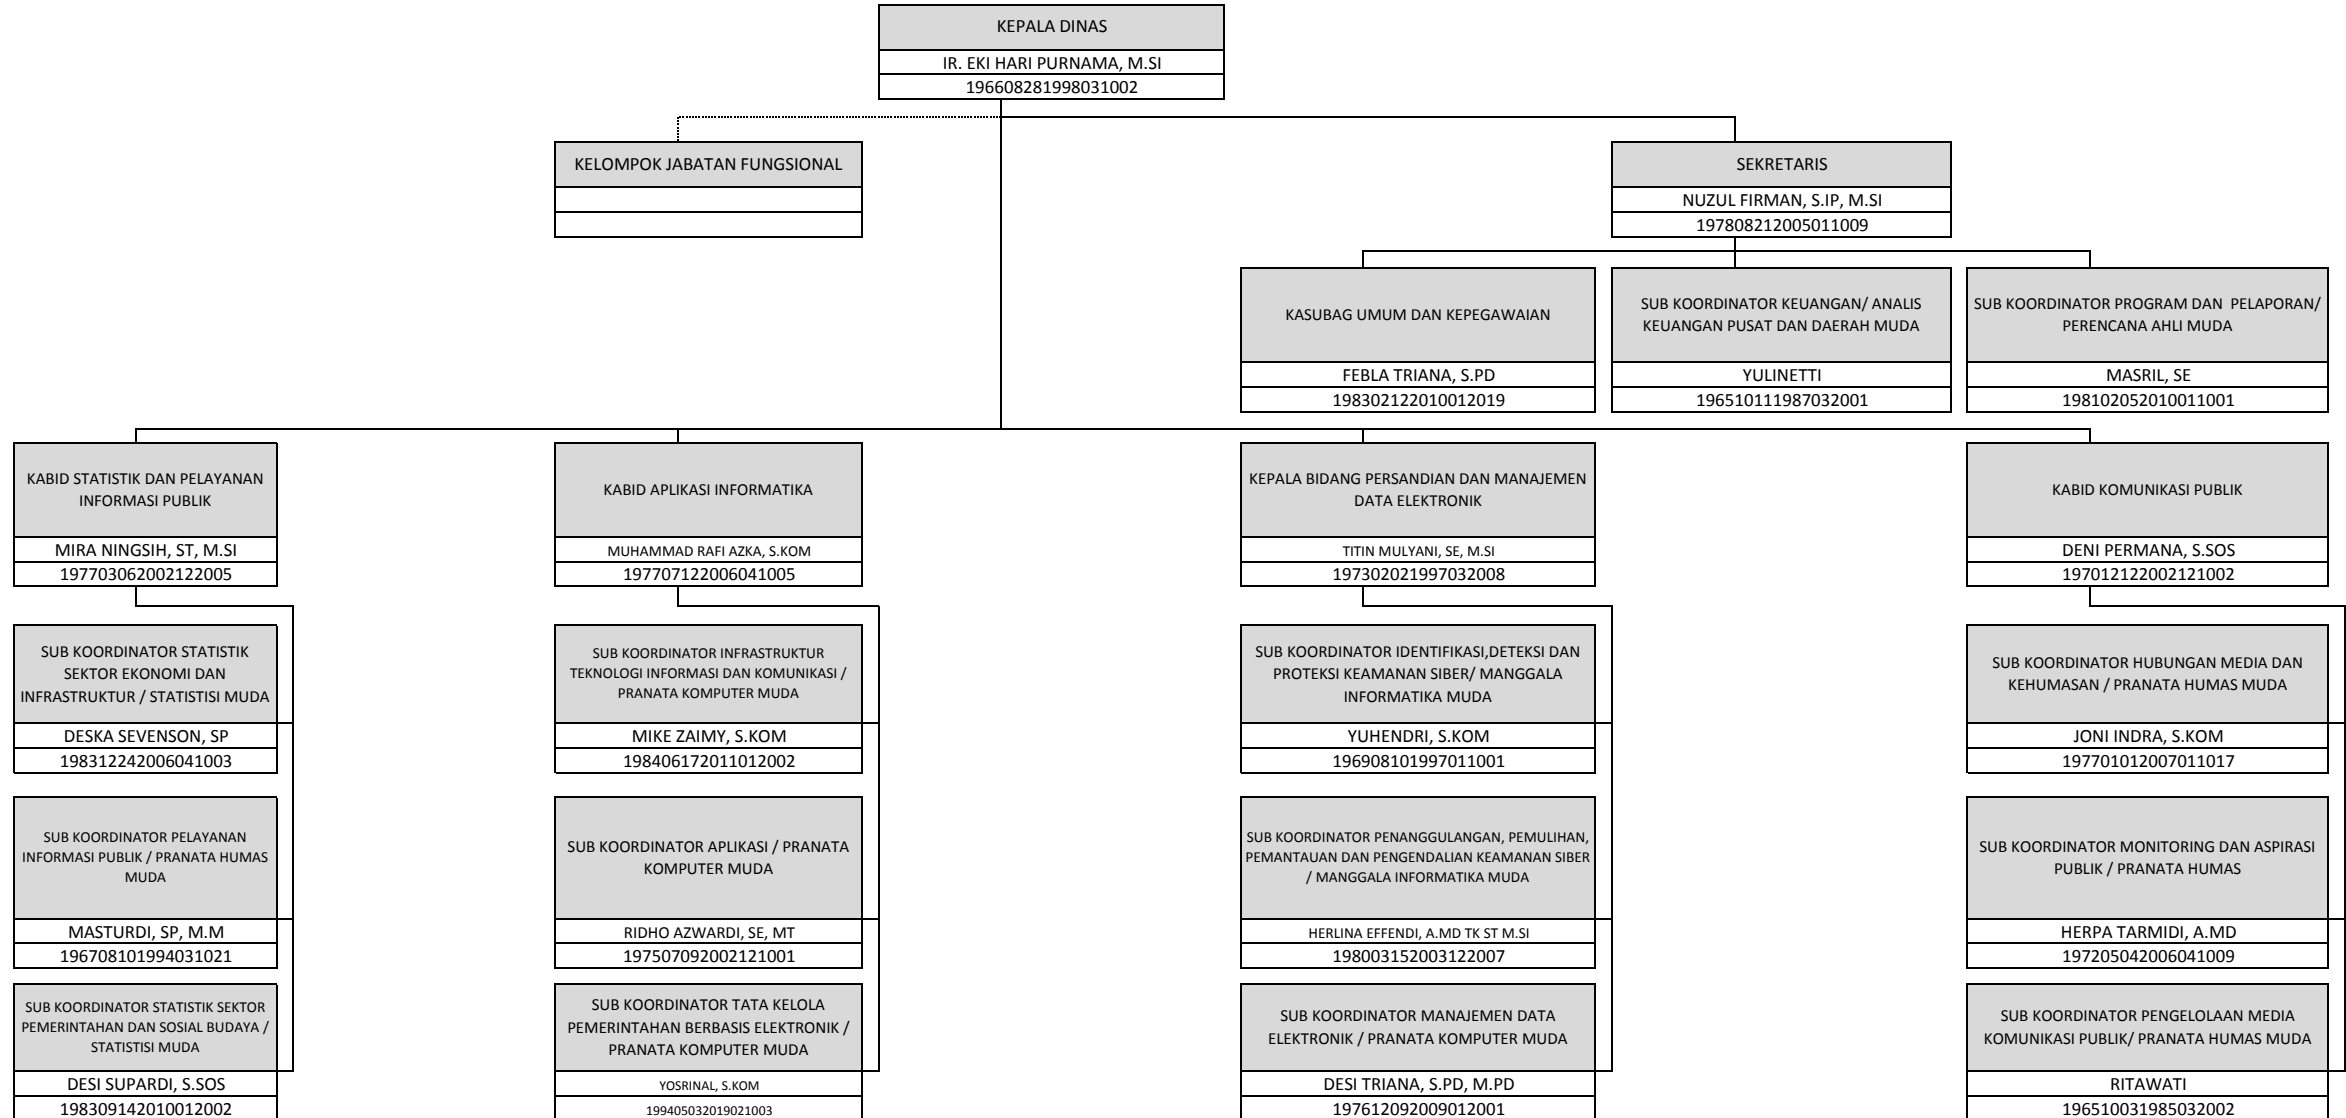 KEPALA DINAS
IR. EKI HARI PURNAMA, M.SI
196608281998031002
KELOMPOK JABATAN FUNGSIONAL
SEKRETARIS
NUZUL FIRMAN, S.IP, M.SI
197808212005011009
KASUBAG UMUM DAN KEPEGAWAIAN
FEBLA TRIANA, S.PD
198302122010012019
SUB KOORDINATOR KEUANGAN/ ANALIS
KEUANGAN PUSAT DAN DAERAH MUDA
YULINETTI
196510111987032001
SUB KOORDINATOR PROGRAM DAN PELAPORAN/
PERENCANA AHLI MUDA
MASRIL, SE
198102052010011001
KABID STATISTIK DAN PELAYANAN
INFORMASI PUBLIK
MIRA NINGSIH, ST, M.SI
197703062002122005
KABID APLIKASI INFORMATIKA
MUHAMMAD RAFI AZKA, S.KOM
197707122006041005
KEPALA BIDANG PERSANDIAN DAN MANAJEMEN
DATA ELEKTRONIK
TITIN MULYANI, SE, M.SI
197302021997032008
KABID KOMUNIKASI PUBLIK
DENI PERMANA, S.SOS
197012122002121002
SUB KOORDINATOR STATISTIK
SEKTOR EKONOMI DAN
INFRASTRUKTUR / STATISTISI MUDA
DESKA SEVENSON, SP
198312242006041003
SUB KOORDINATOR INFRASTRUKTUR
TEKNOLOGI INFORMASI DAN KOMUNIKASI /
PRANATA KOMPUTER MUDA
MIKE ZAIMY, S.KOM
198406172011012002
SUB KOORDINATOR IDENTIFIKASI,DETEKSI DAN
PROTEKSI KEAMANAN SIBER/ MANGGALA
INFORMATIKA MUDA
YUHENDRI, S.KOM
196908101997011001
SUB KOORDINATOR HUBUNGAN MEDIA DAN
KEHUMASAN / PRANATA HUMAS MUDA
JONI INDRA, S.KOM
197701012007011017
SUB KOORDINATOR PELAYANAN
INFORMASI PUBLIK / PRANATA HUMAS
MUDA
MASTURDI, SP, M.M
196708101994031021
SUB KOORDINATOR APLIKASI / PRANATA
KOMPUTER MUDA
RIDHO AZWARDI, SE, MT
197507092002121001
SUB KOORDINATOR PENANGGULANGAN, PEMULIHAN,
PEMANTAUAN DAN PENGENDALIAN KEAMANAN SIBER
/ MANGGALA INFORMATIKA MUDA
HERLINA EFFENDI, A.MD TK ST M.SI
198003152003122007
SUB KOORDINATOR MONITORING DAN ASPIRASI
PUBLIK / PRANATA HUMAS
HERPA TARMIDI, A.MD
197205042006041009
SUB KOORDINATOR STATISTIK SEKTOR
PEMERINTAHAN DAN SOSIAL BUDAYA /
STATISTISI MUDA
DESI SUPARDI, S.SOS
198309142010012002
SUB KOORDINATOR TATA KELOLA
PEMERINTAHAN BERBASIS ELEKTRONIK /
PRANATA KOMPUTER MUDA
YOSRINAL, S.KOM
199405032019021003
SUB KOORDINATOR MANAJEMEN DATA
ELEKTRONIK / PRANATA KOMPUTER MUDA
DESI TRIANA, S.PD, M.PD
197612092009012001
SUB KOORDINATOR PENGELOLAAN MEDIA
KOMUNIKASI PUBLIK/ PRANATA HUMAS MUDA
RITAWATI
196510031985032002